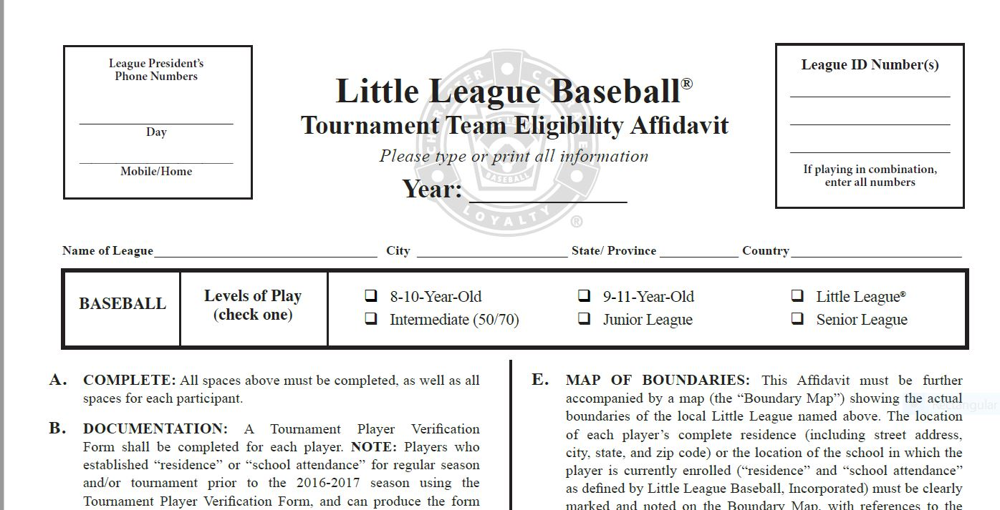 League President's
Phone Numbers
Day
Mobile/Home
CHARACTER COURAGE LOYALTY
LITTLE LEAGUE
BASEBALL
®
Little League Baseball®
Tournament Team Eligibility Affidavit
Please type or print all information
Year:
League ID Number(s)
If playing in combination,
enter all numbers
Name of League City State/ Province Country
BASEBALL
Levels of Play
(check one)
❑ 8-10-Year-Old ❑ 9-11-Year-Old ❑ Little League®
❑ Intermediate (50/70) ❑ Junior League ❑ Senior League
A. COMPLETE: All spaces above must be completed, as well as all
spaces for each participant.
B. DOCUMENTATION: A Tournament Player Verification
Form shall be completed for each player. NOTE: Players who
established “residence” or “school attendance” for regular season
and/or tournament prior to the 2016-2017 season using the
Tournament Player Verification Form, and can produce the form
E. MAP OF BOUNDARIES: This Affidavit must be further
accompanied by a map (the “Boundary Map”) showing the actual
boundaries of the local Little League named above. The location
of each player’s complete residence (including street address,
city, state, and zip code) or the location of the school in which the
player is currently enrolled (“residence” and “school attendance”
as defined by Little League Baseball, Incorporated) must be clearly
marked and noted on the Boundary Map, with references to the
Rectangular